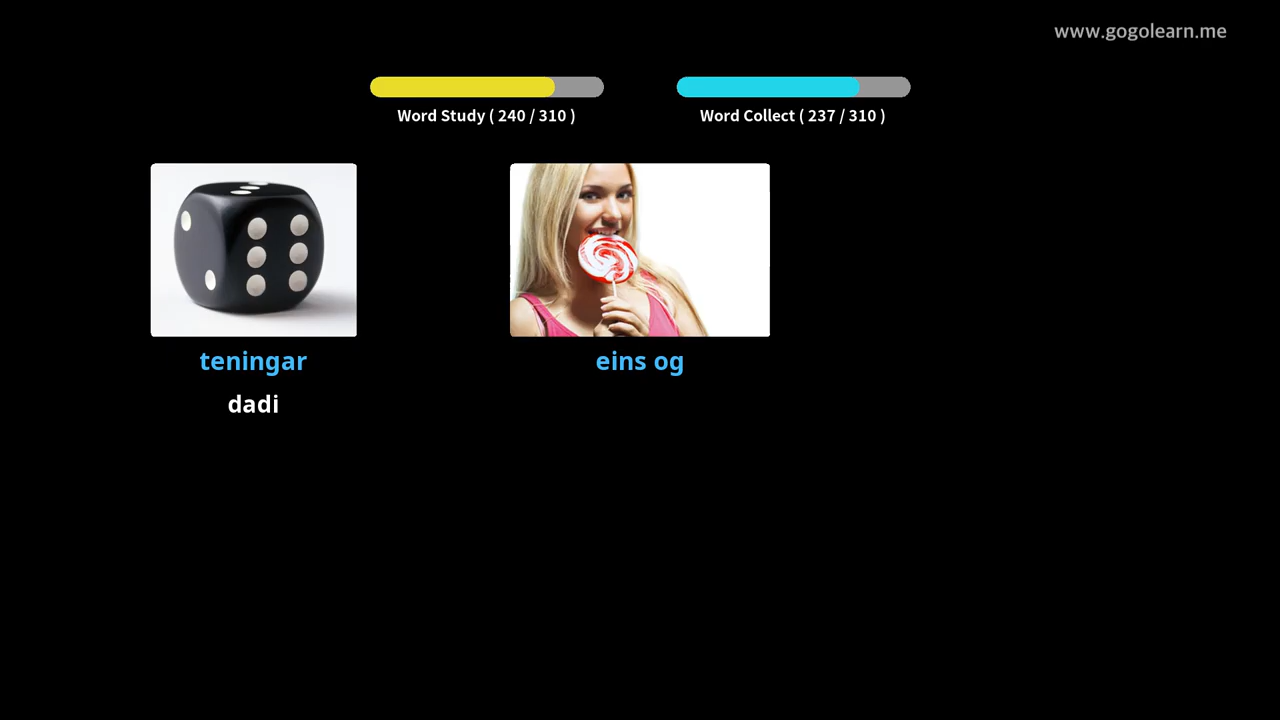 www.gogolearn.me
Word Study ( 240 / 310 )
Word Collect ( 237 / 310 )
teningar
eins og
dadi